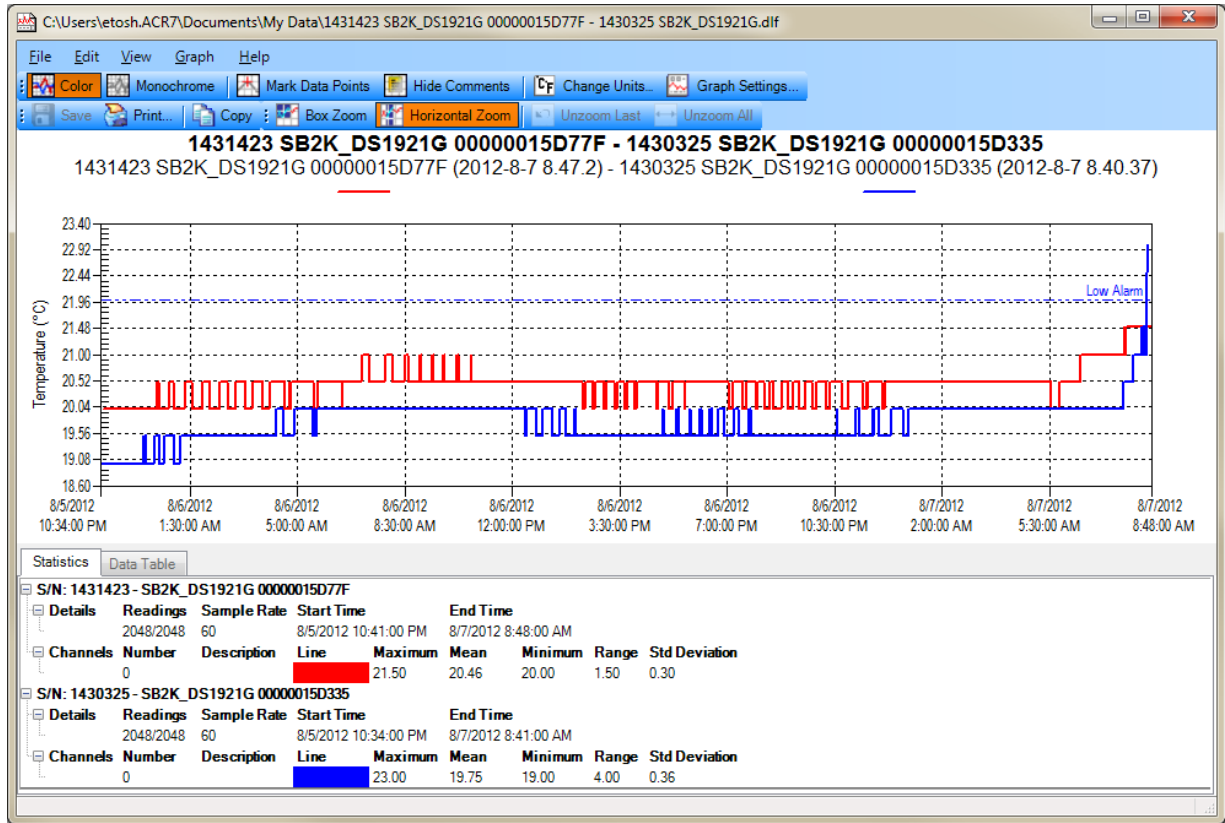 C:\Users\etosh.ACR7\Documents\My Data\1431423 SB2K_DS1921G 00000015D77F - 1430325 SB2K_DS1921G.dlf
File Edit View Graph Help
Color Monochrome Mark Data Points Hide Comments CF Change Units... Graph Settings...
Save Print... Copy Box Zoom Horizontal Zoom Unzoom Last Unzoom All
1431423 SB2K_DS1921G 00000015D77F - 1430325 SB2K_DS1921G 00000015D335
1431423 SB2K_DS1921G 00000015D77F (2012-8-7 8.47.2) - 1430325 SB2K_DS1921G 00000015D335 (2012-8-7 8.40.37)
Temperature (°C)
23.40
22.92
22.44
21.96
21.48
21.00
20.52
20.04
19.56
19.08
18.60
Low Alarm
8/5/2012 8/6/2012 8/6/2012 8/6/2012 8/6/2012 8/6/2012 8/6/2012 8/6/2012 8/7/2012 8/7/2012 8/7/2012
10:34:00 PM 1:30:00 AM 5:00:00 AM 8:30:00 AM 12:00:00 PM 3:30:00 PM 7:00:00 PM 10:30:00 PM 2:00:00 AM 5:30:00 AM 8:48:00 AM
Statistics Data Table
S/N: 1431423 - SB2K_DS1921G 00000015D77F
Details Readings Sample Rate Start Time End Time
2048/2048 60 8/5/2012 10:41:00 PM 8/7/2012 8:48:00 AM
Channels Number Description Line Maximum Mean Minimum Range Std Deviation
0 21.50 20.46 20.00 1.50 0.30
S/N: 1430325 - SB2K_DS1921G 00000015D335
Details Readings Sample Rate Start Time End Time
2048/2048 60 8/5/2012 10:34:00 PM 8/7/2012 8:41:00 AM
Channels Number Description Line Maximum Mean Minimum Range Std Deviation
0 23.00 19.75 19.00 4.00 0.36